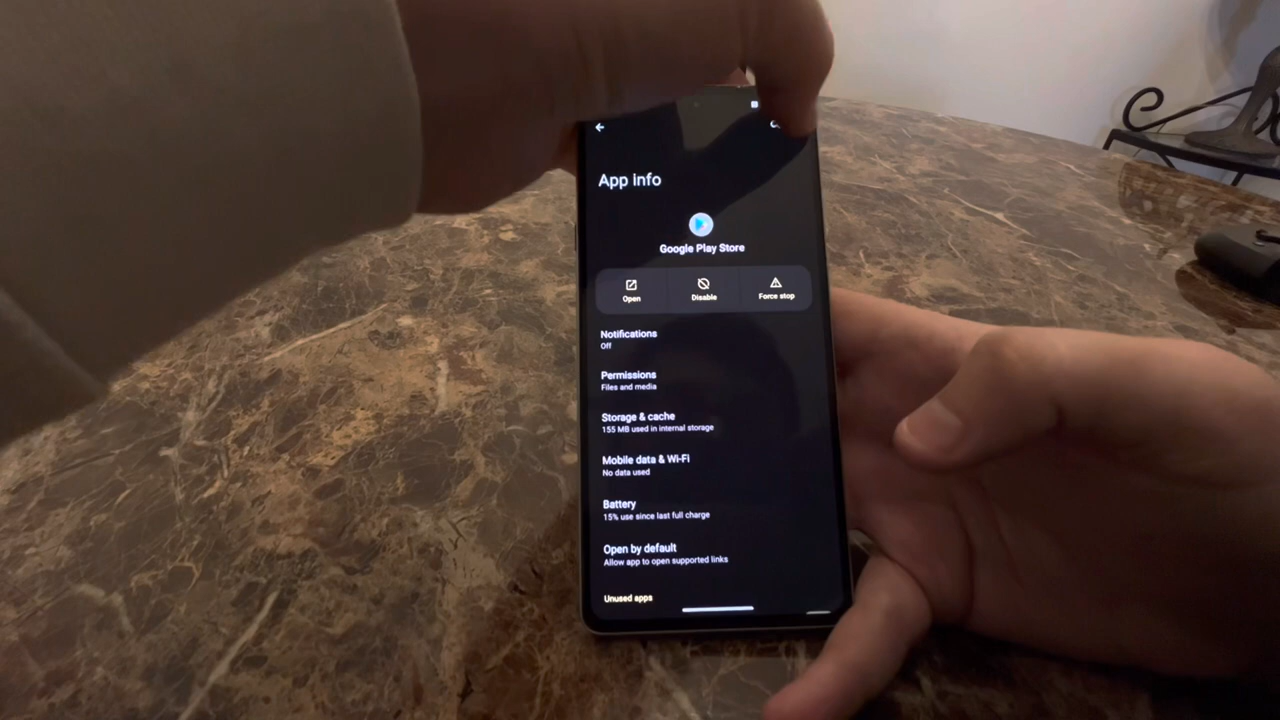 App info
Google Play Store
Open
Disable
Force stop
Notifications
Off
Permissions
Files and media
Storage & cache
155 MB used in internal storage
Mobile data & Wi-Fi
No data used
Battery
15% use since last full charge
Open by default
Allow app to open supported links
Unused apps